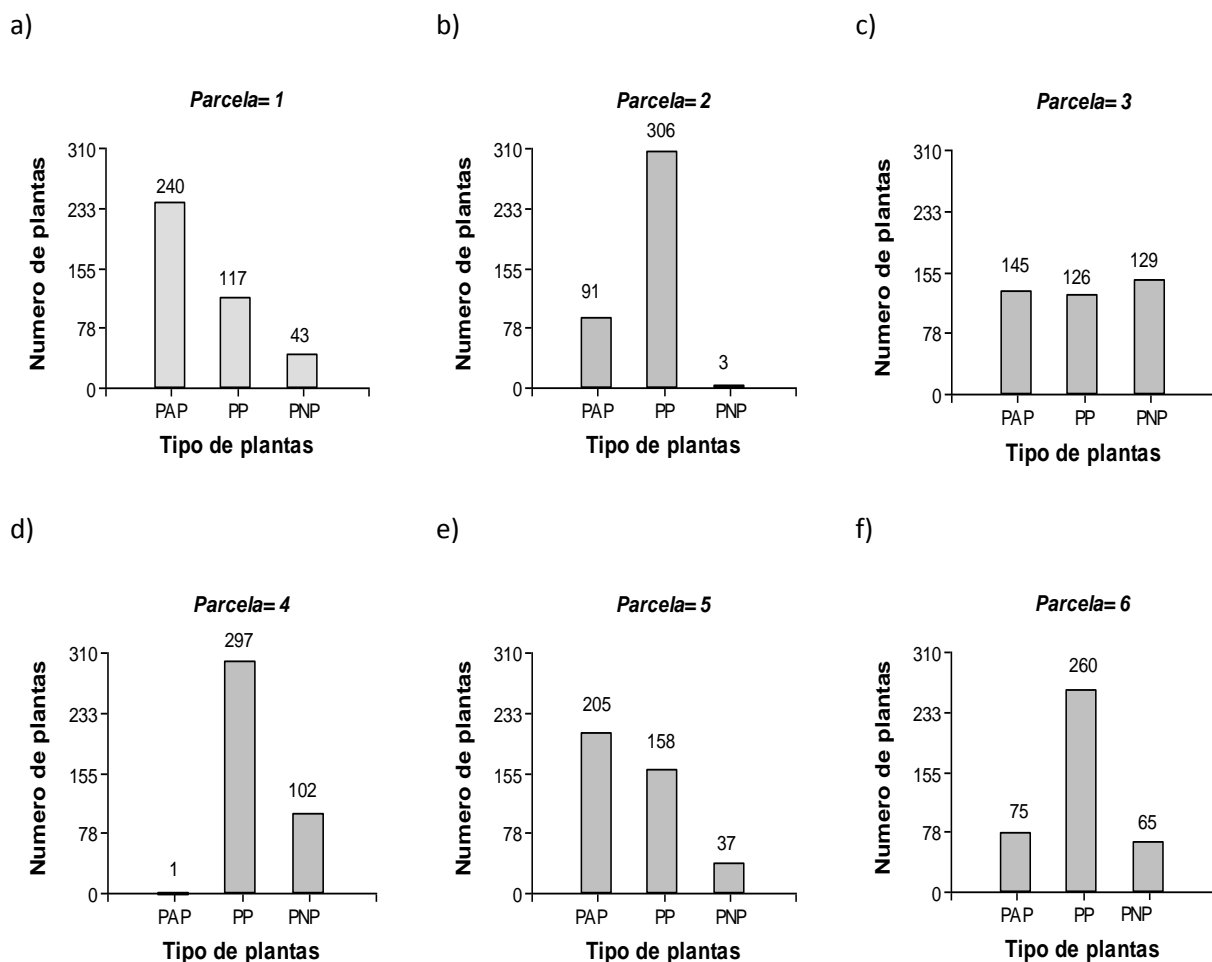 a)
Parcela= 1
Numero de plantas
310
233
155
78
0
240
117
43
PAP PP PNP
Tipo de plantas
b)
Parcela= 2
Numero de plantas
310
233
155
78
0
91
306
3
PAP PP PNP
Tipo de plantas
c)
Parcela= 3
Numero de plantas
310
233
155
78
0
145
126
129
PAP PP PNP
Tipo de plantas
d)
Parcela= 4
Numero de plantas
310
233
155
78
0
1
297
102
PAP PP PNP
Tipo de plantas
e)
Parcela= 5
Numero de plantas
310
233
155
78
0
205
158
37
PAP PP PNP
Tipo de plantas
f)
Parcela= 6
Numero de plantas
310
233
155
78
0
75
260
65
PAP PP PNP
Tipo de plantas